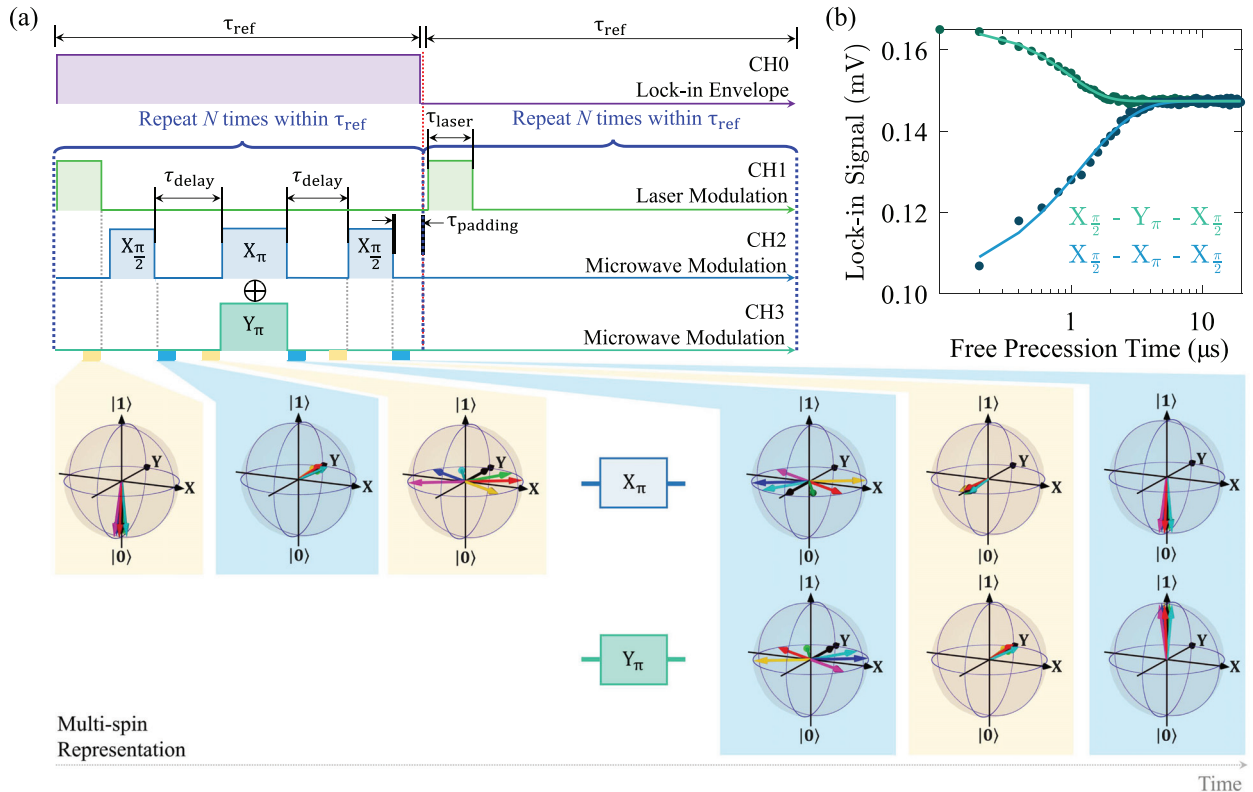 (a)
τref
τref
CH0
Lock-in Envelope
Repeat N times within τref
Repeat N times within τref
τlaser
CH1
Laser Modulation
τdelay
τdelay
τpadding
Xπ/2
Xπ
Xπ/2
CH2
Microwave Modulation
⊕
Yπ
CH3
Microwave Modulation
(b)
Lock-in Signal (mV)
0.16
0.14
0.12
0.10
Xπ/2 - Yπ - Xπ/2
Xπ/2 - Xπ - Xπ/2
1
10
Free Precession Time (μs)
|1⟩
Y
X
|0⟩
|1⟩
Y
X
|0⟩
|1⟩
Y
X
|0⟩
Xπ
|1⟩
Y
X
|0⟩
|1⟩
Y
X
|0⟩
|1⟩
Y
X
|0⟩
Yπ
|1⟩
Y
X
|0⟩
|1⟩
Y
X
|0⟩
|1⟩
Y
X
|0⟩
Multi-spin
Representation
Time